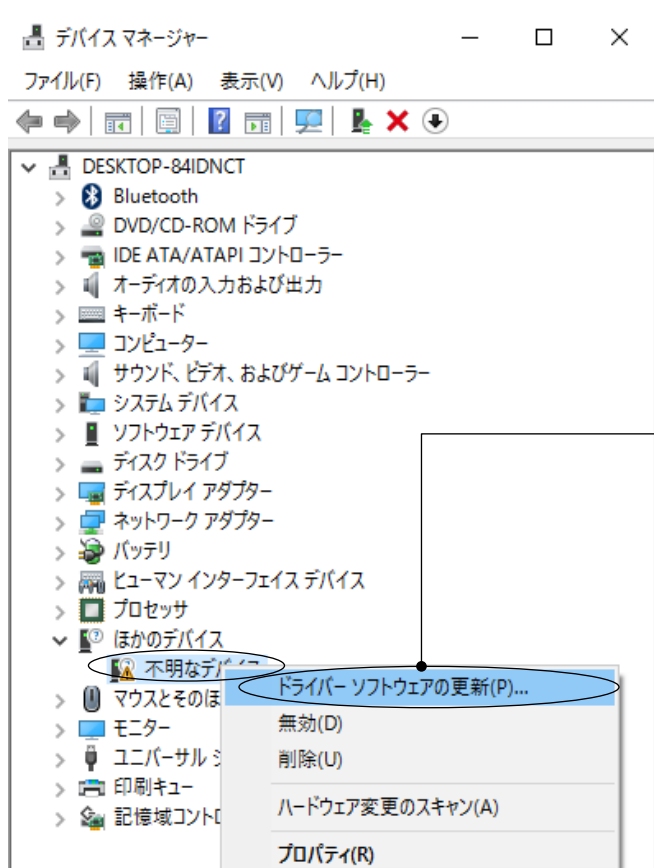 デバイス マネージャー
ファイル(F) 操作(A) 表示(V) ヘルプ(H)
DESKTOP-84IDNCT
Bluetooth
DVD/CD-ROM ドライブ
IDE ATA/ATAPI コントローラー
オーディオの入力および出力
キーボード
コンピューター
サウンド、ビデオ、およびゲーム コントローラー
システム デバイス
ソフトウェア デバイス
ディスク ドライブ
ディスプレイ アダプター
ネットワーク アダプター
バッテリ
ヒューマン インターフェイス デバイス
プロセッサ
ほかのデバイス
不明なデバイス
マウスとそのほ
モニター
ユニバーサル シ
印刷キュー
記憶域コントロ
ドライバー ソフトウェアの更新(P)...
無効(D)
削除(U)
ハードウェア変更のスキャン(A)
プロパティ(R)